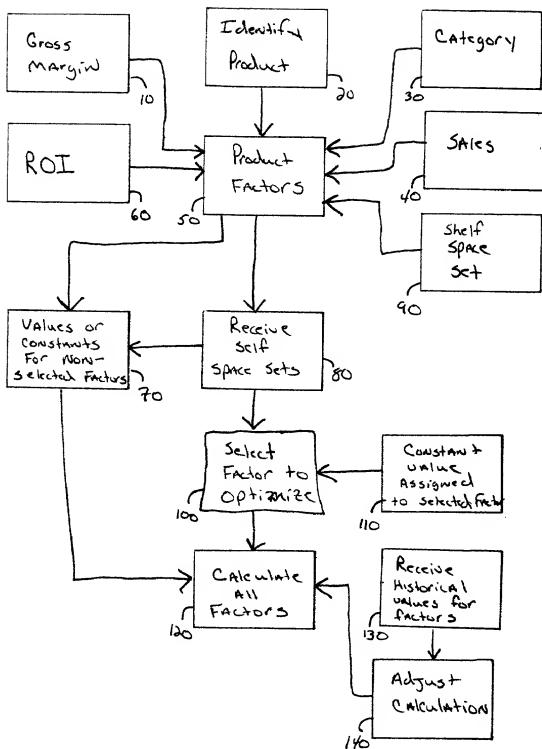 Gross
Margin
10
Identify
Product
20
Category
30
ROI
60
Product
Factors
50
Sales
40
Shelf
Space
Set
90
Values or
Constants
For Non-
Selected Factors
70
Receive
Self
Space Sets
80
Select
Factor to
Optimize
100
Constant
Value
Assigned
to Selected Factor
110
Calculate
All
Factors
120
Receive
Historical
Values for
factors
130
Adjust
Calculation
140